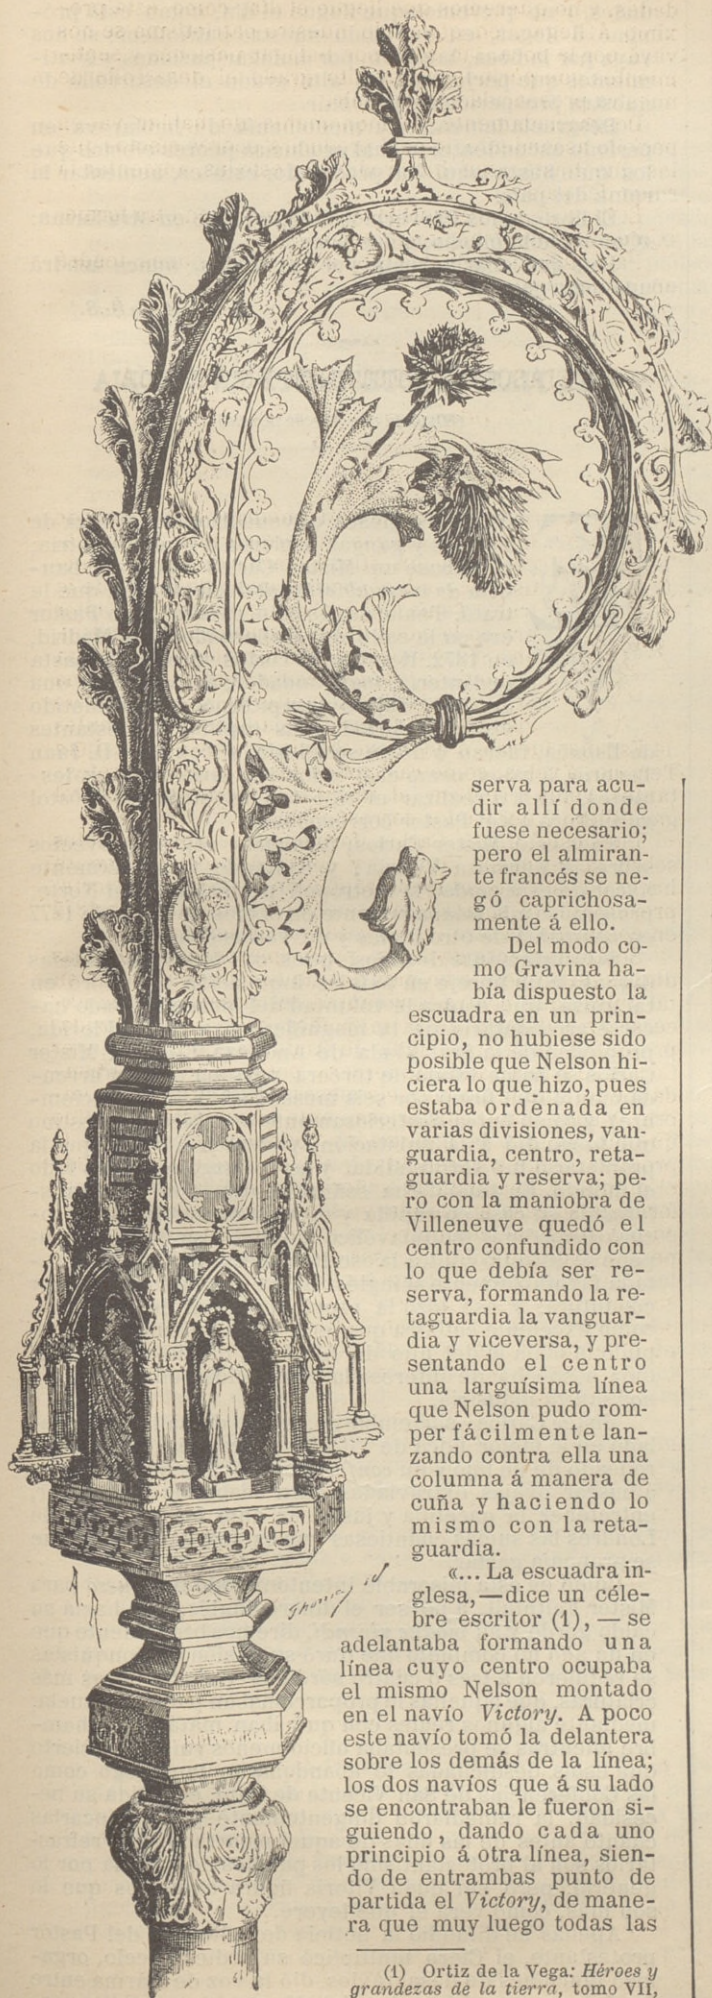 serva para acu-
dir allí donde
fuese necesario;
pero el almiran-
te francés se ne-
gó caprichosa-
mente á ello.
Del modo co-
mo Gravina ha-
bía dispuesto la
escuadra en un prin-
cipio, no hubiese sido
posible que Nelson hi-
ciera lo que hizo, pues
estaba ordenada en
varias divisiones, van-
guardia, centro, reta-
guardia y reserva; pe-
ro con la maniobra de
Villeneuve quedó el
centro confundido con
lo que debía ser re-
serva, formando la re-
taguardia la vanguar-
dia y viceversa, y pre-
sentando el centro
una larguísima línea
que Nelson pudo rom-
per fácilmente lan-
zando contra ella una
columna á manera de
cuña y haciendo lo
mismo con la reta-
guardia.
«... La escuadra in-
glesa,—dice un céle-
bre escritor (1), — se
adelantaba formando una
línea cuyo centro ocupaba
el mismo Nelson montado
en el navío Victory. A poco
este navío tomó la delantera
sobre los demás de la línea;
los dos navíos que á su lado
se encontraban le fueron si-
guiendo, dando cada uno
principio á otra línea, sien-
do de entrambas punto de
partida el Victory, de mane-
ra que muy luego todas las
(1) Ortiz de la Vega: Héroes y
grandezas de la tierra, tomo VII,
A. R.